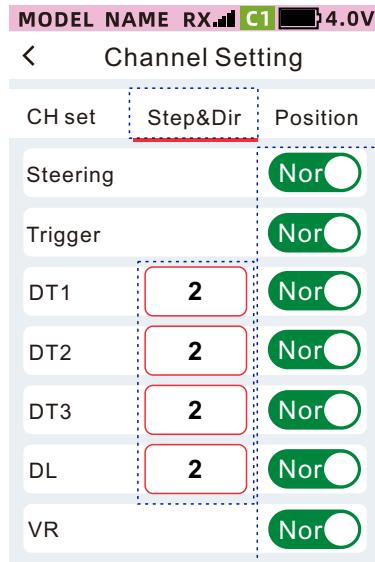 MODEL NAME RX C1 4.0V
< Channel Setting
CH set Step&Dir Position
Steering Nor
Trigger Nor
DT1 2 Nor
DT2 2 Nor
DT3 2 Nor
DL 2 Nor
VR Nor